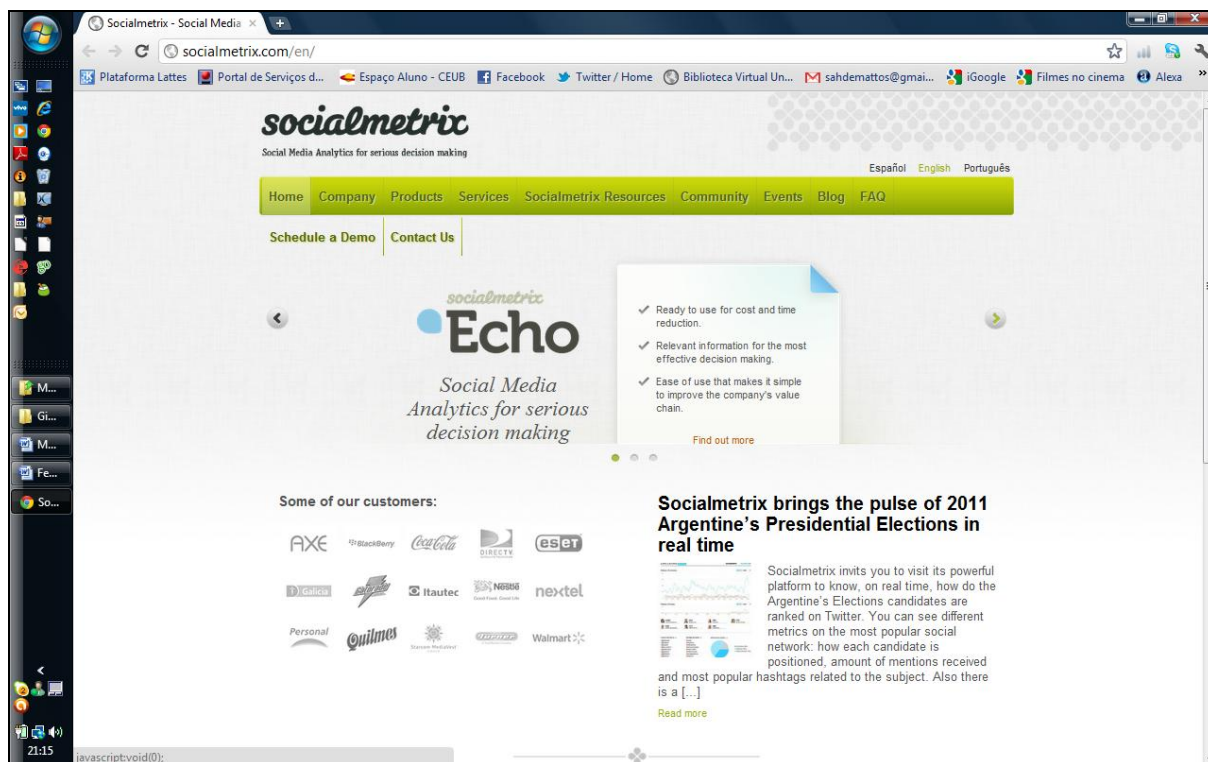 Socialmetrix - Social Media
socialmetrix.com/en/
Plataforma Lattes Portal de Serviços d... Espaço Aluno - CBCB Facebook Twitter / Home Biblioteca Virtual Un... sahdemattos@gmai... iGoogle Filmes no cinema Alexa »
socialmetrix
Social Media Analytics for serious decision making
Español English Português
Home Company Products Services Socialmetrix Resources Community Events Blog FAQ
Schedule a Demo Contact Us
socialmetrix
Echo
Social Media
Analytics for serious
decision making
Ready to use for cost and time
reduction.
Relevant information for the most
effective decision making.
Ease of use that makes it simple
to improve the company's value
chain.
Find out more
Some of our customers:
AXE BlackBerry Coca-Cola DIRECTV eset
Galicia Itautec Nestlé nextel
Personal Quilmes Walmart
Socialmetrix brings the pulse of 2011
Argentine's Presidential Elections in
real time
Socialmetrix invits you to visit its powerful
platform to know, on real time, how do the
Argentine's Elections candidates are
ranked on Twitter. You can see different
metrics on the most popular social
network: how each candidate is
positioned, amount of mentions received
and most popular hashtags related to the subject. Also there
is a [...]
Read more
vivo
M...
Gi...
M...
Fe...
So...
21:15
javascript:void(0);